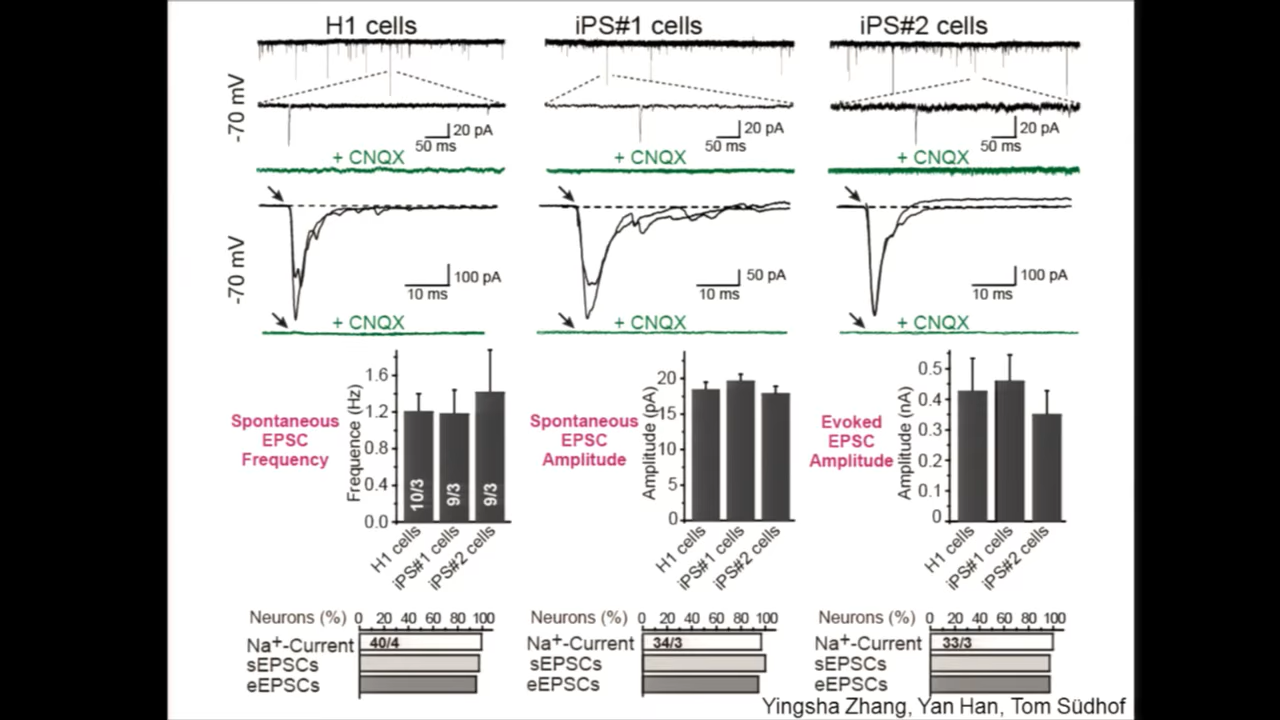 H1 cells
iPS#1 cells
iPS#2 cells
-70 mV
20 pA
50 ms
20 pA
50 ms
20 pA
50 ms
+ CNQX
+ CNQX
+ CNQX
-70 mV
100 pA
10 ms
50 pA
10 ms
100 pA
10 ms
+ CNQX
+ CNQX
+ CNQX
Spontaneous
EPSC
Frequency
Frequency (Hz)
1.6
1.2
0.8
0.4
0.0
10/3
9/3
9/3
H1 cells
iPS#1 cells
iPS#2 cells
Spontaneous
EPSC
Amplitude
Amplitude (pA)
20
15
10
5
0
H1 cells
iPS#1 cells
iPS#2 cells
Evoked
EPSC
Amplitude
Amplitude (nA)
0.5
0.4
0.3
0.2
0.1
0
H1 cells
iPS#1 cells
iPS#2 cells
Neurons (%) 0 20 40 60 80 100
Na+-Current 40/4
sEPSCs
eEPSCs
Neurons (%) 0 20 40 60 80 100
Na+-Current 34/3
sEPSCs
eEPSCs
Neurons (%) 0 20 40 60 80 100
Na+-Current 33/3
sEPSCs
eEPSCs
Yingsha Zhang, Yan Han, Tom Südhof